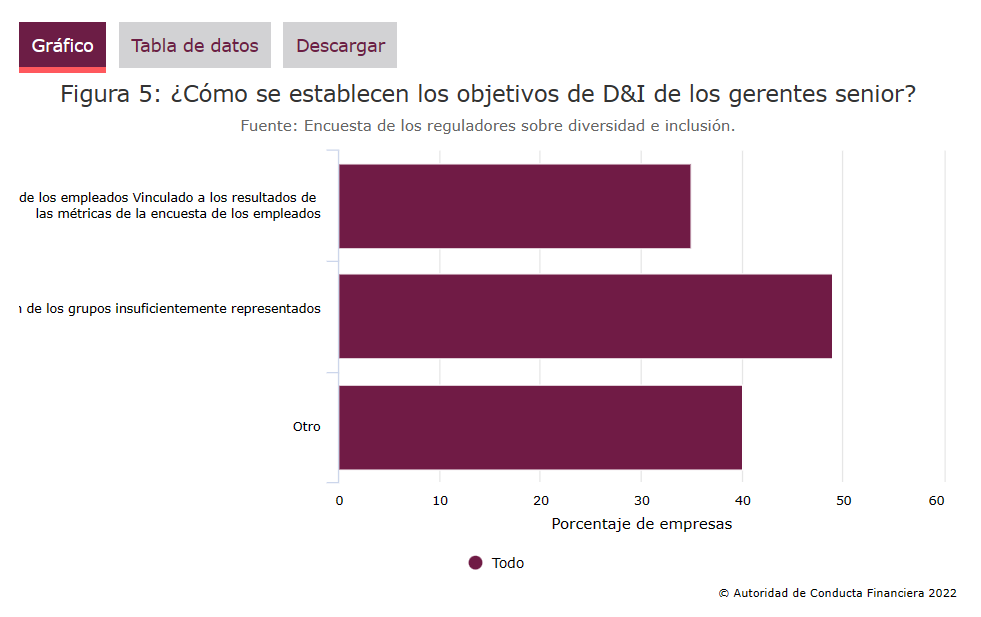 Gráfico Tabla de datos Descargar
Figura 5: ¿Cómo se establecen los objetivos de D&I de los gerentes senior?
Fuente: Encuesta de los reguladores sobre diversidad e inclusión.
de los empleados Vinculado a los resultados de
las métricas de la encuesta de los empleados
de los grupos insuficientemente representados
Otro
0 10 20 30 40 50 60
Porcentaje de empresas
Todo
© Autoridad de Conducta Financiera 2022